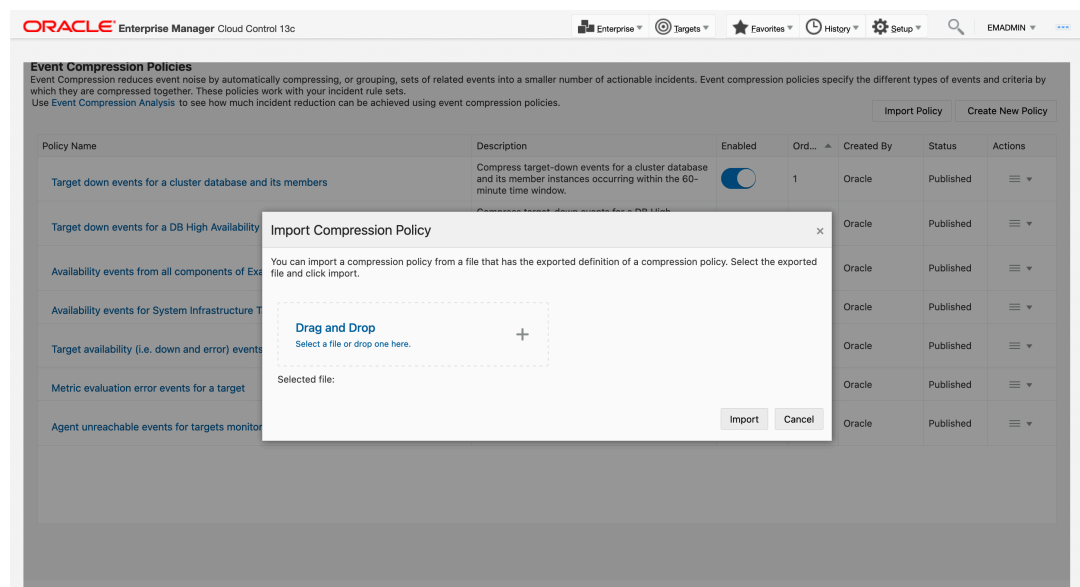 ORACLE Enterprise Manager Cloud Control 13c
Enterprise
Targets
Favorites
History
Setup
EMADMIN
Event Compression Policies
Event Compression reduces event noise by automatically compressing, or grouping, sets of related events into a smaller number of actionable incidents. Event compression policies specify the different types of events and criteria by
which they are compressed together. These policies work with your incident rule sets.
Use Event Compression Analysis to see how much incident reduction can be achieved using event compression policies.
Import Policy
Create New Policy
Policy Name
Description
Enabled
Ord...
Created By
Status
Actions
Target down events for a cluster database and its members
Compress target-down events for a cluster database
and its member instances occurring within the 60-
minute time window.
1
Oracle
Published
Target down events for a DB High Availability
Compress target-down events for a DB High
Oracle
Published
Availability events from all components of Exa
Oracle
Published
Availability events for System Infrastructure T
Oracle
Published
Target availability (i.e. down and error) events
Oracle
Published
Metric evaluation error events for a target
Oracle
Published
Agent unreachable events for targets monitor
Oracle
Published
Import Compression Policy
×
You can import a compression policy from a file that has the exported definition of a compression policy. Select the exported
file and click import.
Drag and Drop
Select a file or drop one here.
Selected file:
Import
Cancel